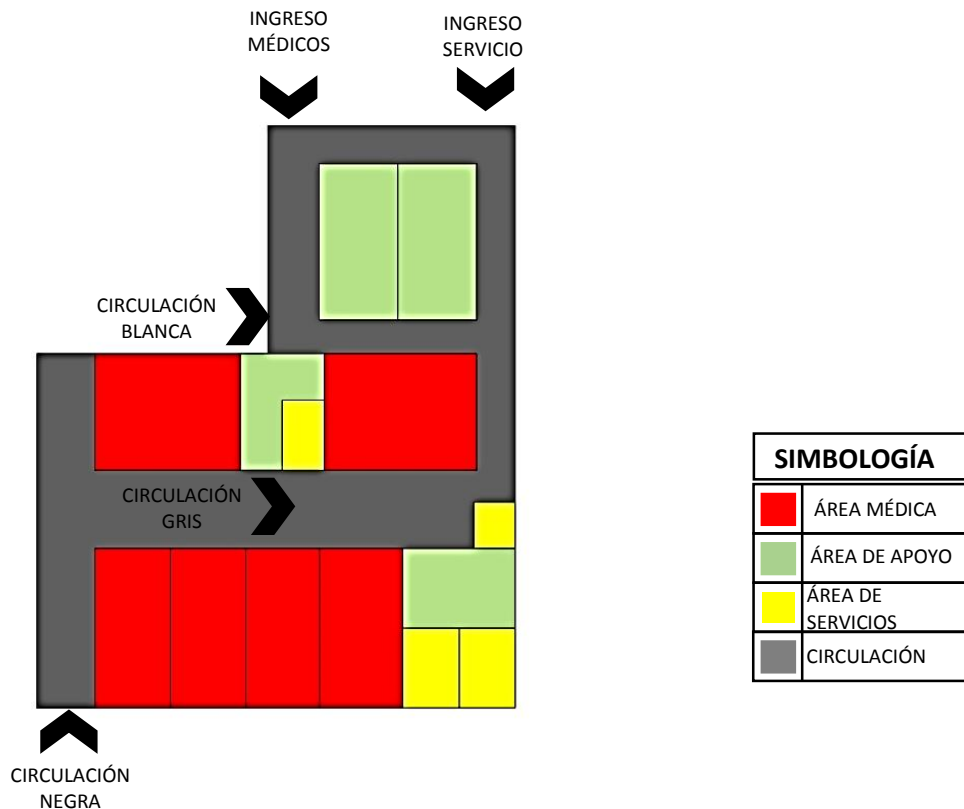 INGRESO
MÉDICOS
INGRESO
SERVICIO
CIRCULACIÓN
BLANCA
CIRCULACIÓN
GRIS
CIRCULACIÓN
NEGRA
SIMBOLOGÍA
ÁREA MÉDICA
ÁREA DE APOYO
ÁREA DE
SERVICIOS
CIRCULACIÓN